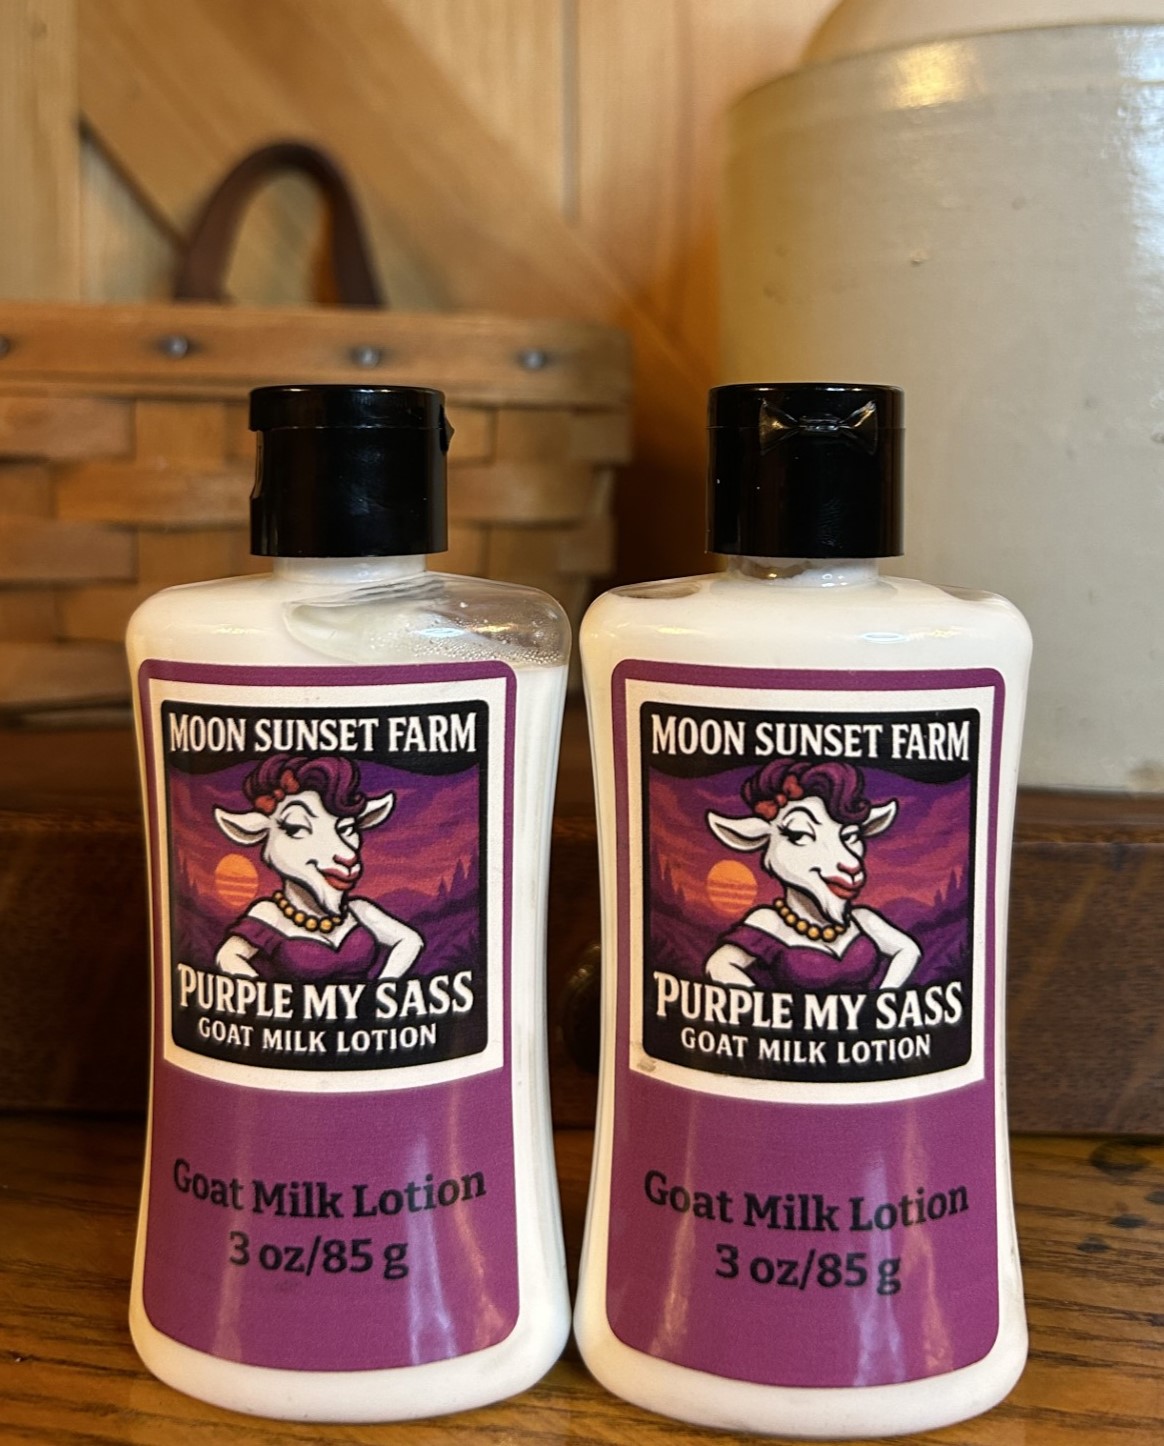 MOON SUNSET FARM
PURPLE MY SASS
GOAT MILK LOTION
Goat Milk Lotion
3 oz/85 g
MOON SUNSET FARM
PURPLE MY SASS
GOAT MILK LOTION
Goat Milk Lotion
3 oz/85 g